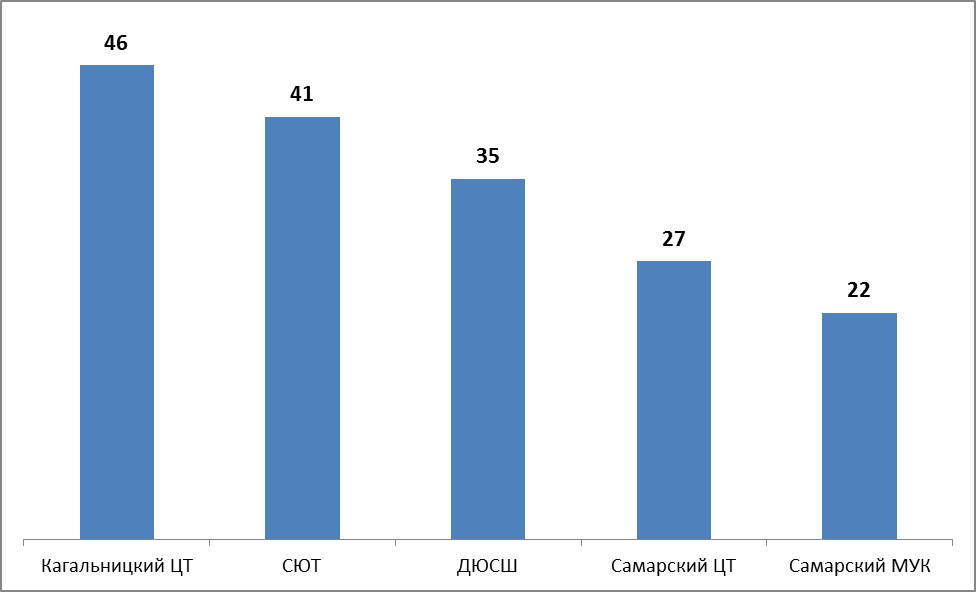 46
41
35
27
22
Кагальницкий ЦТ
СЮТ
ДЮСШ
Самарский ЦТ
Самарский МУК